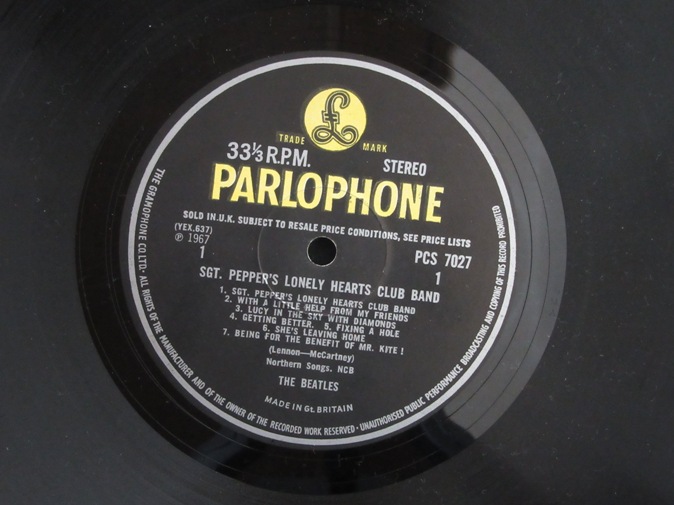 £
TRADE MARK
33⅓ R.P.M. STEREO
PARLOPHONE
SOLD IN U.K. SUBJECT TO RESALE PRICE CONDITIONS, SEE PRICE LISTS
(YEX.637)
℗ 1967
PCS 7027
1 1
SGT. PEPPER'S LONELY HEARTS CLUB BAND
1. SGT. PEPPER'S LONELY HEARTS CLUB BAND
2. WITH A LITTLE HELP FROM MY FRIENDS
3. LUCY IN THE SKY WITH DIAMONDS
4. GETTING BETTER. 5. FIXING A HOLE
6. SHE'S LEAVING HOME
7. BEING FOR THE BENEFIT OF MR. KITE !
(Lennon—McCartney)
Northern Songs. NCB
THE BEATLES
MADE IN Gt. BRITAIN
THE GRAMOPHONE CO. LTD· ALL RIGHTS OF THE MANUFACTURER AND OF THE OWNER OF THE RECORDED WORK RESERVED · UNAUTHORISED PUBLIC PERFORMANCE BROADCASTING AND COPYING OF THIS RECORD PROHIBITED